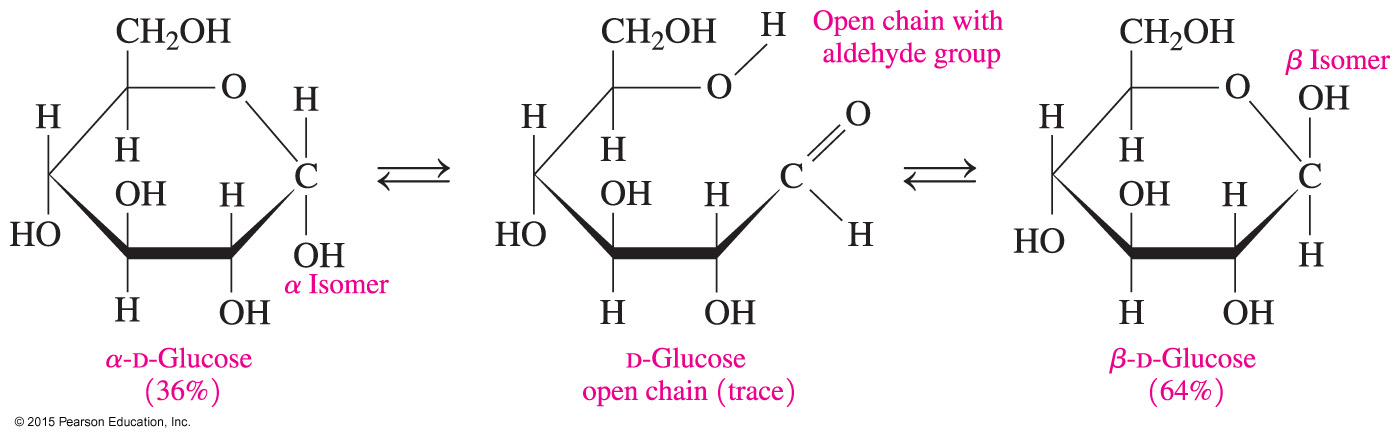 CH₂OH
O
H
H
H
C
OH
H
HO
OH
α Isomer
H
OH
α-D-Glucose
(36%)
CH₂OH
H
Open chain with
aldehyde group
O
O
H
H
C
OH
H
HO
H
H
OH
D-Glucose
open chain (trace)
CH₂OH
β Isomer
O
OH
H
H
C
OH
H
HO
H
H
OH
β-D-Glucose
(64%)
© 2015 Pearson Education, Inc.